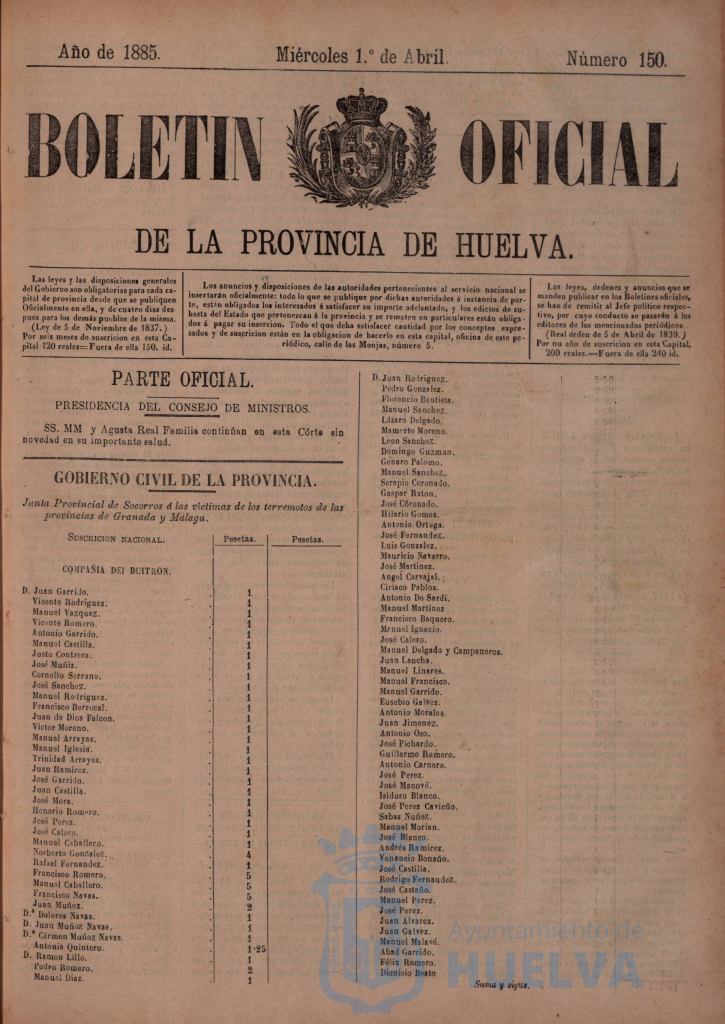 Año de 1885.
Miércoles 1.º de Abril.
Número 150.
BOLETIN OFICIAL
DE LA PROVINCIA DE HUELVA.
Las leyes y las disposiciones generales
del Gobierno son obligatorias para cada ca-
pital de provincia desde que se publiquen
Oficialmente en ella, y de cuatro dias des-
pues para los demás pueblos de la misma.
(Ley de 5 de Noviembre de 1837.)
Por seis meses de suscricion en esta Ca-
pital 120 reales=Fuera de ella 150. id.
Los anuncios y disposiciones de las autoridades pertenecientes al servicio nacional se
insertarán oficialmente: todo lo que se publique por dichas autoridades á instancia de par-
te, están obligados los interesados á satisfacer su importe adelantado, y los edictos de su-
basta del Estado que pertenezcan á la provincia y se rematen en particulares están obliga-
dos á pagar su insercion. Todo el que deba satisfacer cantidad por los conceptos expre-
sados y de suscricion están en la obligacion de hacerlo en esta capital, oficina de este pe-
riódico, calle de las Monjas, número 5.
Las leyes, órdenes y anuncios que se
manden publicar en los Boletines oficiales,
se han de remitir al Jefe político respec-
tivo, por cuyo conducto se pasarán á los
editores de los mencionados periódicos.
(Real órden de 5 de Abril de 1839.)
Por un año de suscricion en esta Capital.
200 reales.—Fuera de ella 240 id.
PARTE OFICIAL.
PRESIDENCIA DEL CONSEJO DE MINISTROS.
SS. MM y Agusta Real Familia continúan en esta Córte sin
novedad en su importante salud.
GOBIERNO CIVIL DE LA PROVINCIA.
Junta Provincial de Socorros á las víctimas de los terremotos de las
provincias de Granada y Málaga.
SUSCRICION NACIONAL. Pesetas. Pesetas.
COMPAÑIA DEL BUITRON.
D. Juan Garrido. 1
Vicente Rodriguez. 1
Manuel Vazquez. 1
Vicente Romero. 1
Antonio Garrido. 1
Manuel Castilla. 1
Justo Contrera. 1
José Muñiz. 1
Cornelio Serrano. 1
José Sanchez. 1
Manuel Rodriguez. 1
Francisco Berrocal. 1
Juan de Dios Falcon. 1
Victor Moreno. 1
Manuel Arrayas. 1
Manuel Iglesia. 1
Trinidad Arrayas. 1
Juan Ramirez. 1
José Garrido. 1
Juan Castilla. 1
José Mora. 1
Honorio Romero. 1
José Perez. 1
José Calero. 1
Manuel Caballero. 1
Norberto Gonzalez. 4
Rafael Fernandez. 1
Francisco Romero. 5
Manuel Caballero. 5
Francisco Navas. 5
Juan Muñoz. 2
D.ª Dolores Navas. 1
D. Juan Muñoz Navas. 1
D.ª Cármen Muñoz Navas. 1
Antonia Quintero. 1·25
D. Ramon Lillo. 1
Pedro Romero. 2
Manuel Diaz. 1
D. Juan Rodriguez.
Pedro Gonzalez.
Florencio Bautista.
Manuel Sanchez.
Lázaro Delgado,
Mamerto Moreno.
Leon Sanchez.
Domingo Guzman.
Genaro Palomo.
Manuel Sanchez.
Serapio Coronado.
Gaspar Raton.
José Coronado.
Hilario Gomez.
Antonio Ortega.
José Fernandez.
Luis Gonzalez.
Mauricio Navarro.
José Martinez.
Angel Carvajal.
Ciriaco Pablos.
Antonio De Sardi.
Manuel Martinez
Francisco Baquero.
Manuel Ignacio.
José Calero.
Manuel Delgado y Campaneros.
Juan Lancha.
Manuel Linares.
Manuel Francisco.
Manuel Garrido.
Eusebio Galvez.
Antonio Morales.
Juan Jimenez.
Antonio Oso.
José Pichardo.
Guillermo Romero.
Antonio Carnero.
José Perez.
José Manové.
Isidoro Blanco.
José Perez Cavieño.
Sabas Nuñez.
Manuel Morian.
José Blanco.
Andrés Ramirez.
Venancio Bonaño.
José Castilla.
Rodrigo Fernaudez.
José Castaño.
Manuel Perez.
José Perez.
Juan Alvarez.
Juan Galvez.
Manuel Malavé.
Abad Garrido.
Félix Romero.
Dionisio Beato
Suma y sigue.
Ayuntamiento de
HUELVA